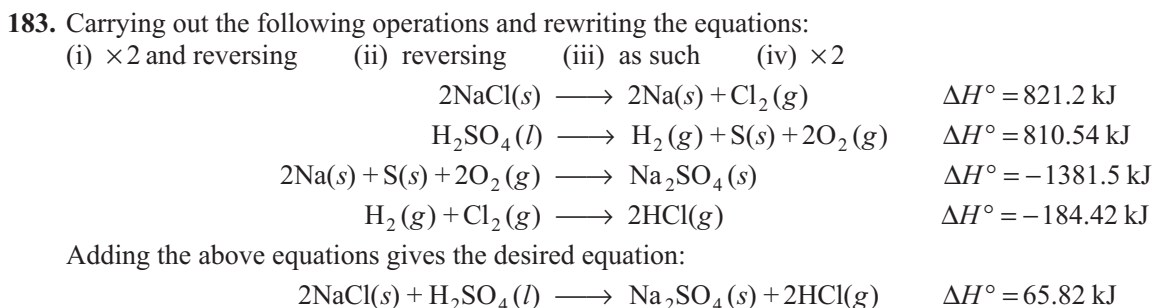 183. Carrying out the following operations and rewriting the equations:
(i) ×2 and reversing (ii) reversing (iii) as such (iv) ×2
2NaCl(s) ⟶ 2Na(s) + Cl₂(g) ΔH° = 821.2 kJ
H₂SO₄(l) ⟶ H₂(g) + S(s) + 2O₂(g) ΔH° = 810.54 kJ
2Na(s) + S(s) + 2O₂(g) ⟶ Na₂SO₄(s) ΔH° = −1381.5 kJ
H₂(g) + Cl₂(g) ⟶ 2HCl(g) ΔH° = −184.42 kJ
Adding the above equations gives the desired equation:
2NaCl(s) + H₂SO₄(l) ⟶ Na₂SO₄(s) + 2HCl(g) ΔH° = 65.82 kJ